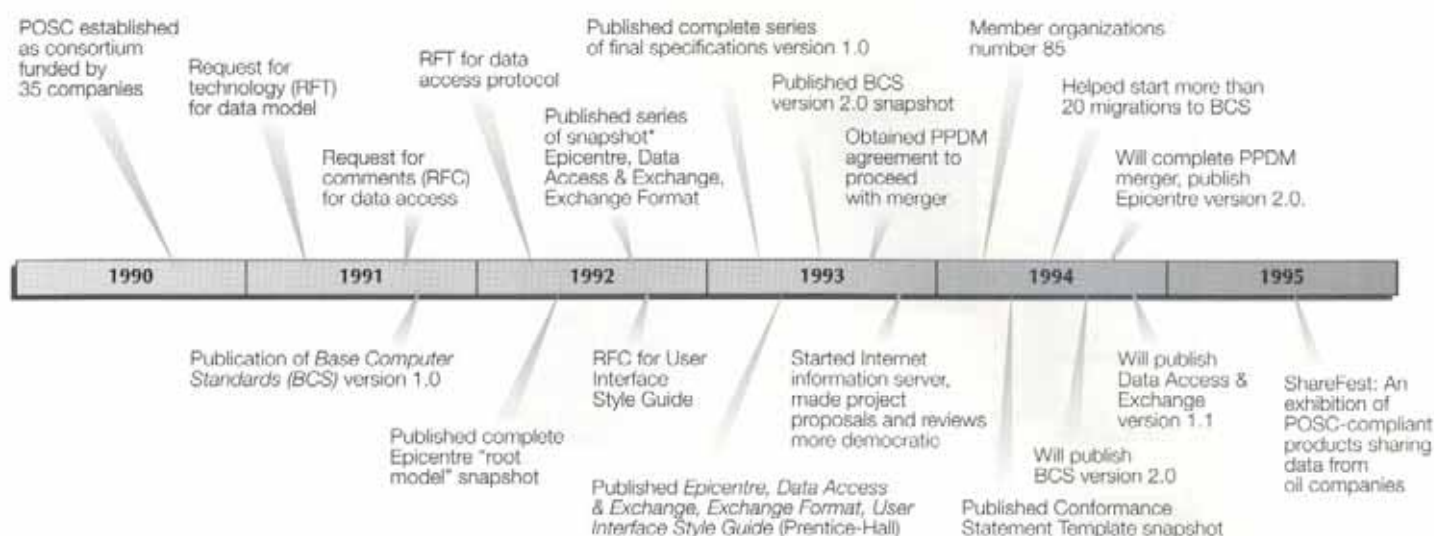 POSC established
as consortium
funded by
35 companies
Request for
technology (RFT)
for data model
Request for
comments (RFC)
for data access
RFT for data
access protocol
Published series
of snapshot*
Epicentre, Data
Access & Exchange,
Exchange Format
Published complete series
of final specifications version 1.0
Published BCS
version 2.0 snapshot
Obtained PPDM
agreement to
proceed
with merger
Member organizations
number 85
Helped start more than
20 migrations to BCS
Will complete PPDM
merger, publish
Epicentre version 2.0.
1990
1991
1992
1993
1994
1995
Publication of Base Computer
Standards (BCS) version 1.0
Published complete
Epicentre "root
model" snapshot
RFC for User
Interface
Style Guide
Published Epicentre, Data Access
& Exchange, Exchange Format, User
Interface Style Guide (Prentice-Hall)
Started Internet
information server,
made project
proposals and reviews
more democratic
Published Conformance
Statement Template snapshot
Will publish
BCS version 2.0
Will publish
Data Access &
Exchange
version 1.1
ShareFest: An
exhibition of
POSC-compliant
products sharing
data from
oil companies